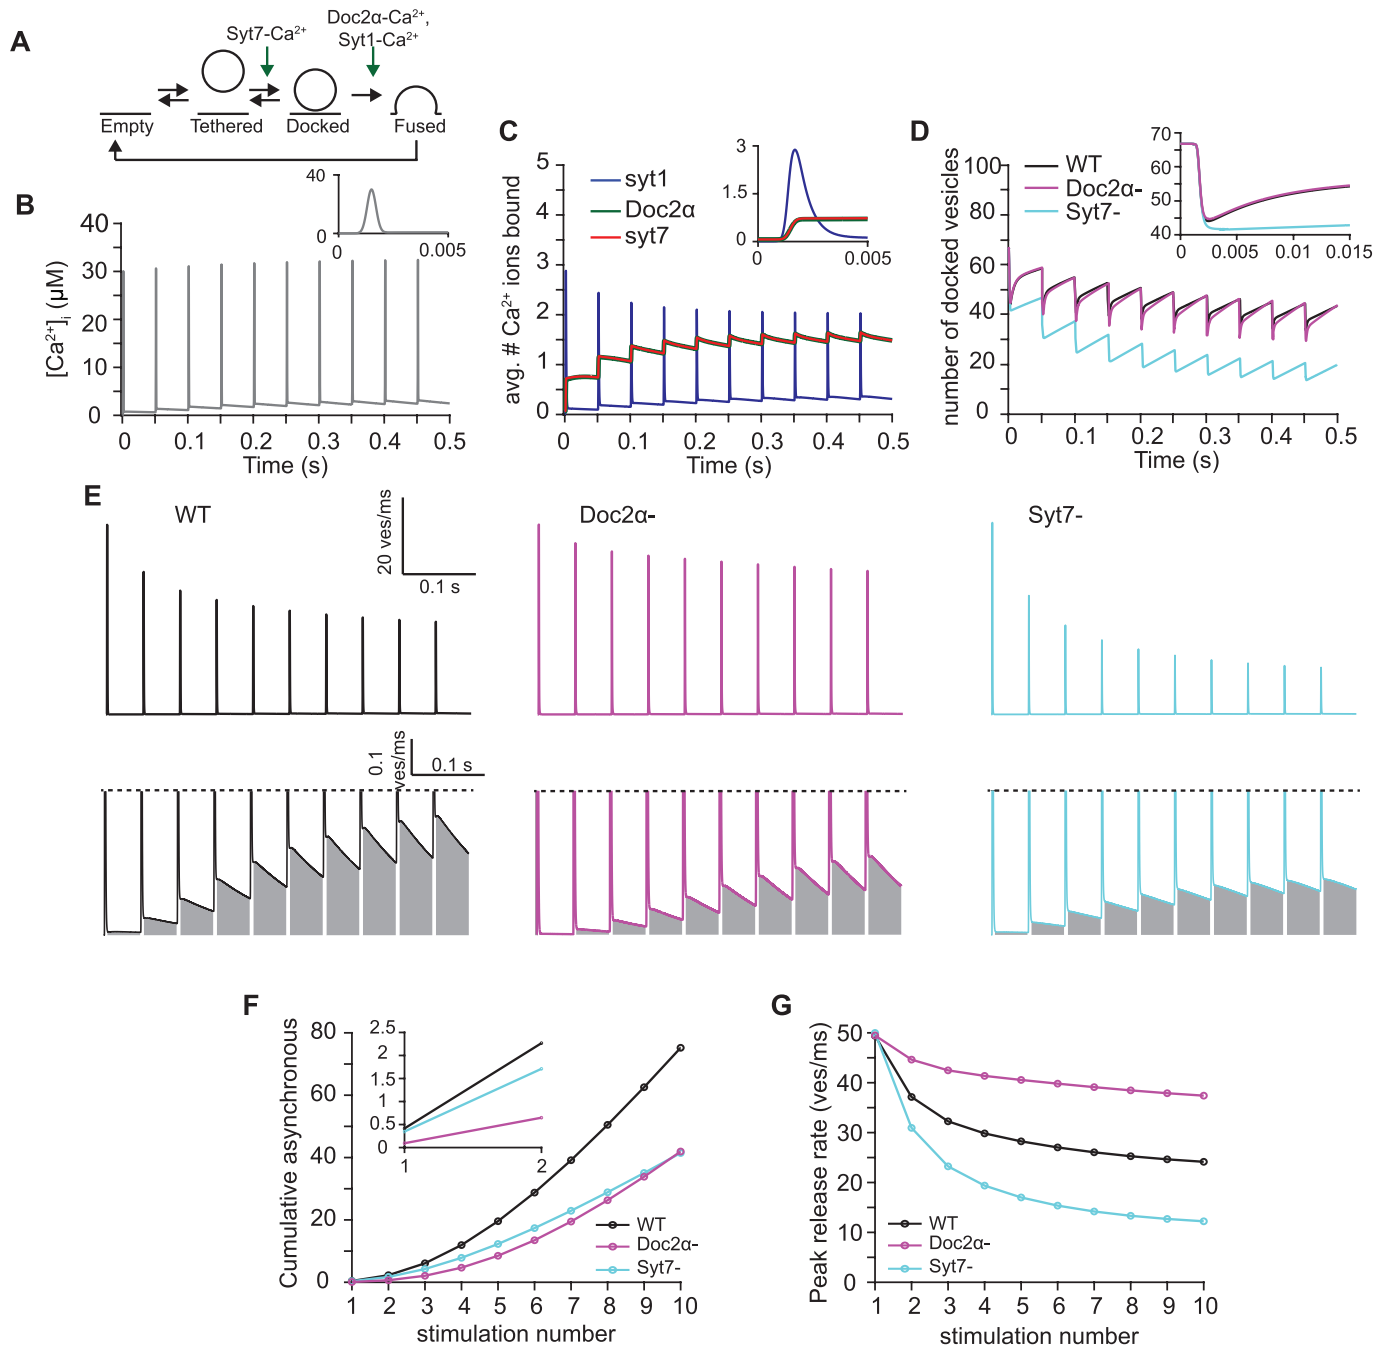 A
Syt7-Ca²⁺
Doc2α-Ca²⁺,
Syt1-Ca²⁺
Empty
Tethered
Docked
Fused
B
[Ca²⁺]ᵢ (µM)
40
30
20
10
0
0 0.1 0.2 0.3 0.4 0.5
Time (s)
40
0
0 0.005
C
avg. # Ca²⁺ ions bound
5
4
3
2
1
0
0 0.1 0.2 0.3 0.4 0.5
Time (s)
syt1
Doc2α
syt7
3
1.5
0
0 0.005
D
number of docked vesicles
100
80
60
40
20
0
0 0.1 0.2 0.3 0.4 0.5
Time (s)
WT
Doc2α-
Syt7-
70
60
50
40
0 0.005 0.01 0.015
E
WT
20 ves/ms
0.1 s
Doc2α-
Syt7-
0.1
ves/ms
0.1 s
F
Cumulative asynchronous
80
60
40
20
0
1 2 3 4 5 6 7 8 9 10
stimulation number
2.5
2
1.5
1
0.5
0
1 2
WT
Doc2α-
Syt7-
G
Peak release rate (ves/ms)
50
40
30
20
10
0
1 2 3 4 5 6 7 8 9 10
stimulation number
WT
Doc2α-
Syt7-